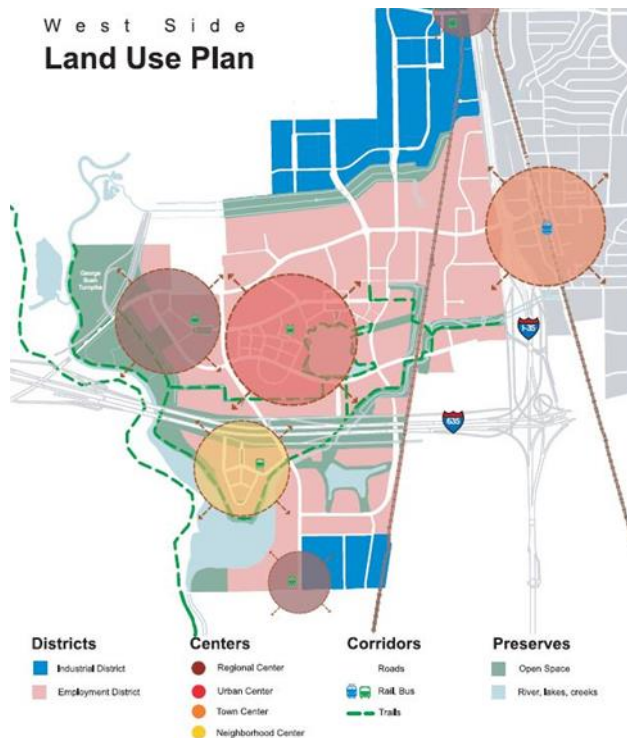 West Side
Land Use Plan
George
Bush
Turnpike
I-35
635
Districts
Industrial District
Employment District
Centers
Regional Center
Urban Center
Town Center
Neighborhood Center
Corridors
Roads
Rail, Bus
Trails
Preserves
Open Space
River, lakes, creeks